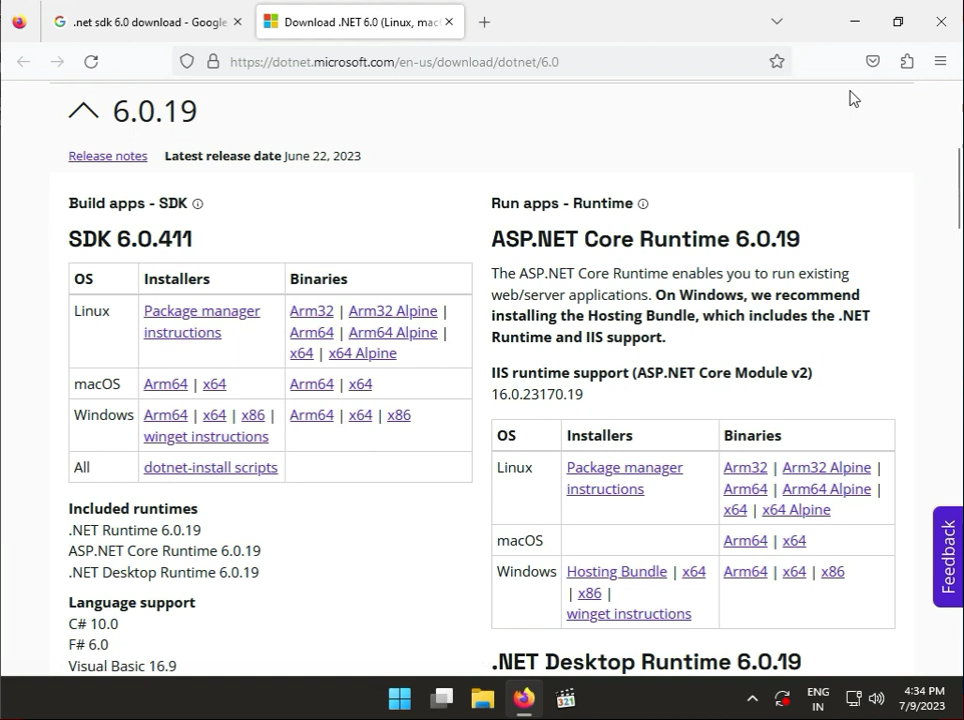 .net sdk 6.0 download - Google
Download .NET 6.0 (Linux, mac
https://dotnet.microsoft.com/en-us/download/dotnet/6.0
6.0.19
Release notes Latest release date June 22, 2023
Build apps - SDK
SDK 6.0.411
OS Installers Binaries
Linux Package manager instructions Arm32 | Arm32 Alpine | Arm64 | Arm64 Alpine | x64 | x64 Alpine
macOS Arm64 | x64 Arm64 | x64
Windows Arm64 | x64 | x86 | winget instructions Arm64 | x64 | x86
All dotnet-install scripts
Included runtimes
.NET Runtime 6.0.19
ASP.NET Core Runtime 6.0.19
.NET Desktop Runtime 6.0.19
Language support
C# 10.0
F# 6.0
Visual Basic 16.9
Run apps - Runtime
ASP.NET Core Runtime 6.0.19
The ASP.NET Core Runtime enables you to run existing
web/server applications. On Windows, we recommend
installing the Hosting Bundle, which includes the .NET
Runtime and IIS support.
IIS runtime support (ASP.NET Core Module v2)
16.0.23170.19
OS Installers Binaries
Linux Package manager instructions Arm32 | Arm32 Alpine | Arm64 | Arm64 Alpine | x64 | x64 Alpine
macOS Arm64 | x64
Windows Hosting Bundle | x64 | x86 | winget instructions Arm64 | x64 | x86
.NET Desktop Runtime 6.0.19
Feedback
321
ENG
IN
4:34 PM
7/9/2023